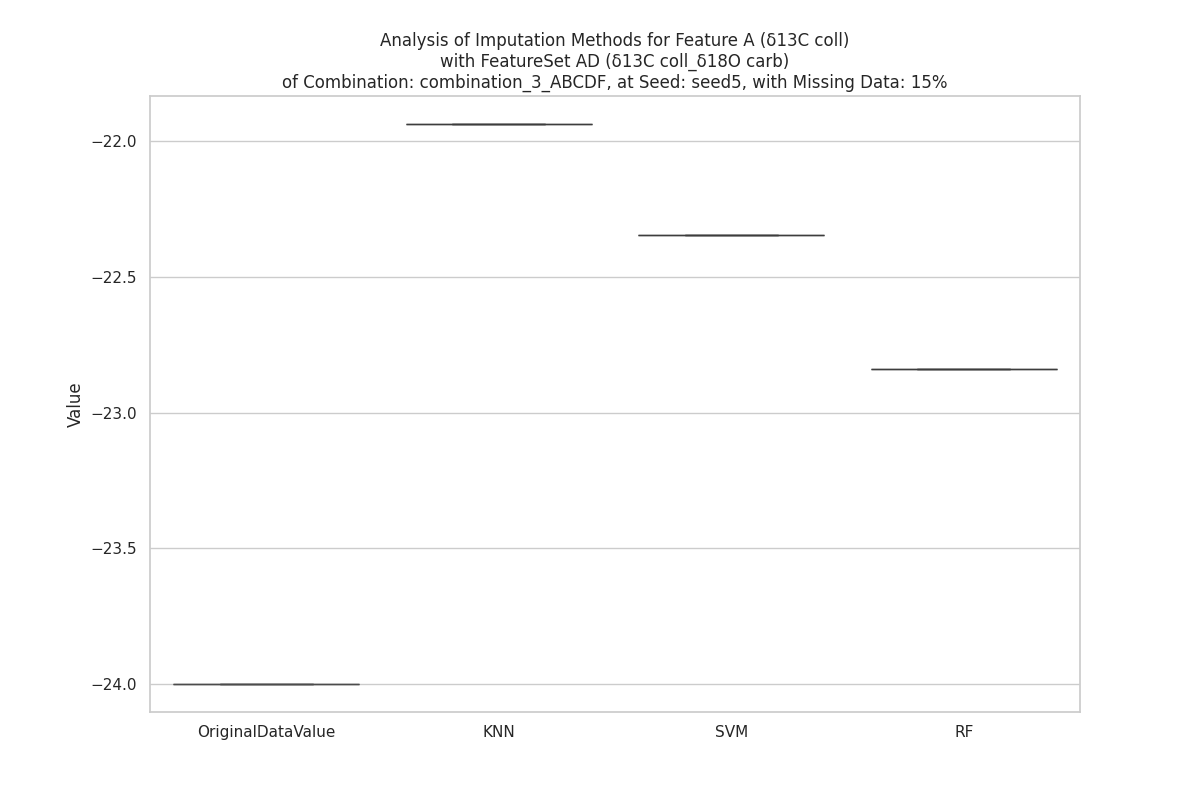 Analysis of Imputation Methods for Feature A (δ13C coll)
with FeatureSet AD (δ13C coll_δ18O carb)
of Combination: combination_3_ABCDF, at Seed: seed5, with Missing Data: 15%
−22.0
−22.5
−23.0
−23.5
−24.0
Value
OriginalDataValue
KNN
SVM
RF